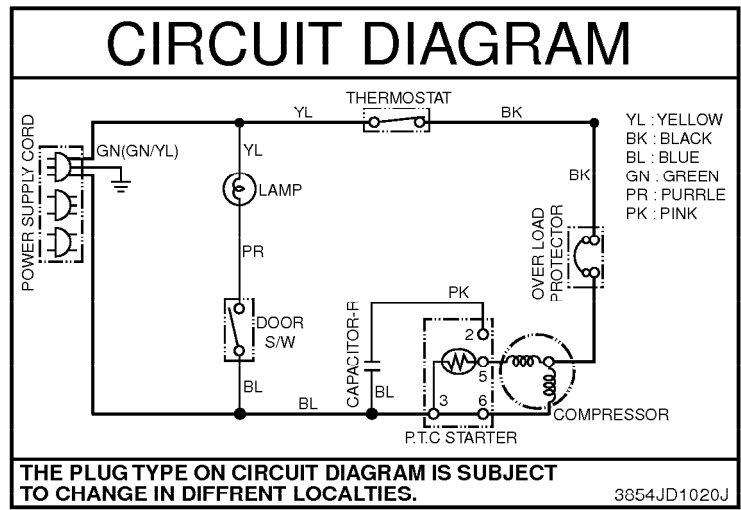 CIRCUIT DIAGRAM
THERMOSTAT
YL
BK
YL : YELLOW
BK : BLACK
BL : BLUE
GN : GREEN
PR : PURRLE
PK : PINK
POWER SUPPLY CORD
GN(GN/YL)
YL
LAMP
BK
PR
OVER LOAD
PROTECTOR
PK
DOOR
S/W
CAPACITOR-R
2
5
BL
BL
BL
3
6
COMPRESSOR
P.T.C STARTER
THE PLUG TYPE ON CIRCUIT DIAGRAM IS SUBJECT
TO CHANGE IN DIFFRENT LOCALTIES.
3854JD1020J